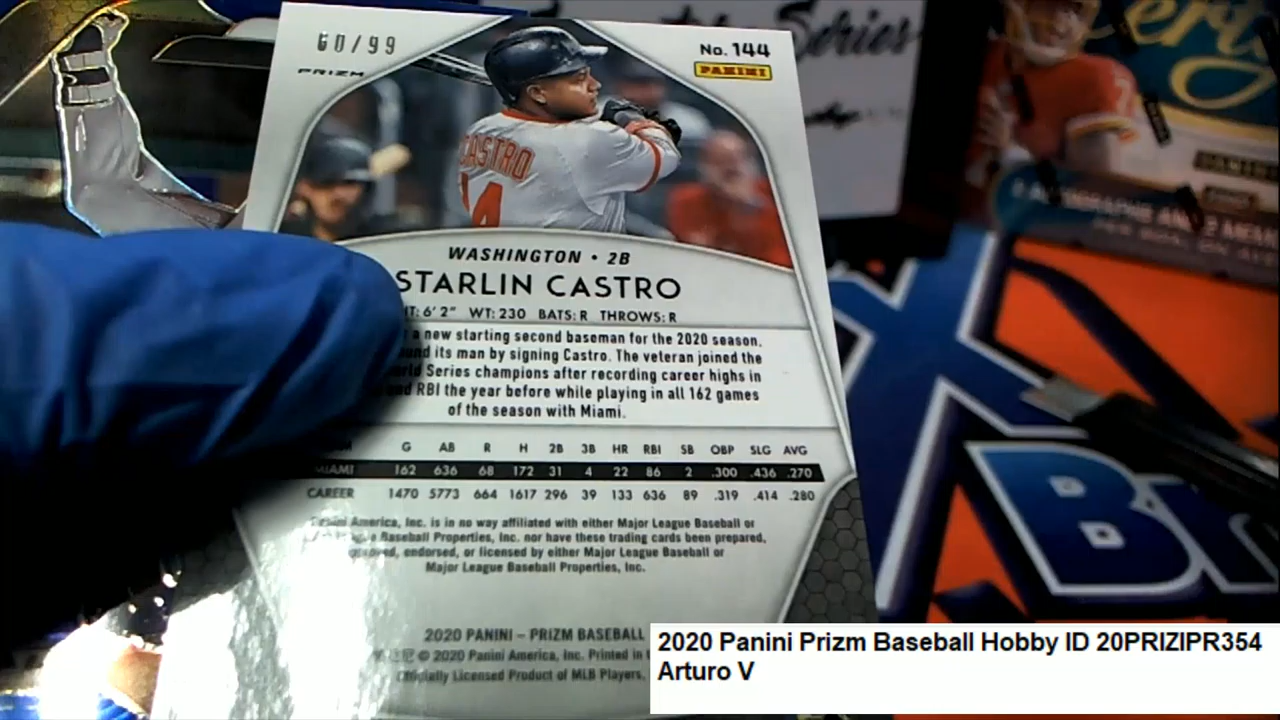 60/99
PRIZM
No. 144
PANINI
CASTRO
14
WASHINGTON • 2B
STARLIN CASTRO
HT: 6' 2" WT: 230 BATS: R THROWS: R
a new starting second baseman for the 2020 season,
its man by signing Castro. The veteran joined the
World Series champions after recording career highs in
RBI the year before while playing in all 162 games
of the season with Miami.
G AB R H 2B 3B HR RBI SB OBP SLG AVG
MIAMI 162 636 68 172 31 4 22 86 2 .300 .436 .270
CAREER 1470 5773 664 1617 296 39 133 636 89 .319 .414 .280
Panini America, Inc. is in no way affiliated with either Major League Baseball or
Baseball Properties, Inc. nor have these trading cards been prepared,
endorsed, or licensed by either Major League Baseball or
Major League Baseball Properties, Inc.
2020 PANINI – PRIZM BASEBALL
© 2020 Panini America, Inc. Printed in
Officially Licensed Product of MLB Players,
Series
2020 Panini Prizm Baseball Hobby ID 20PRIZIPR354
Arturo V